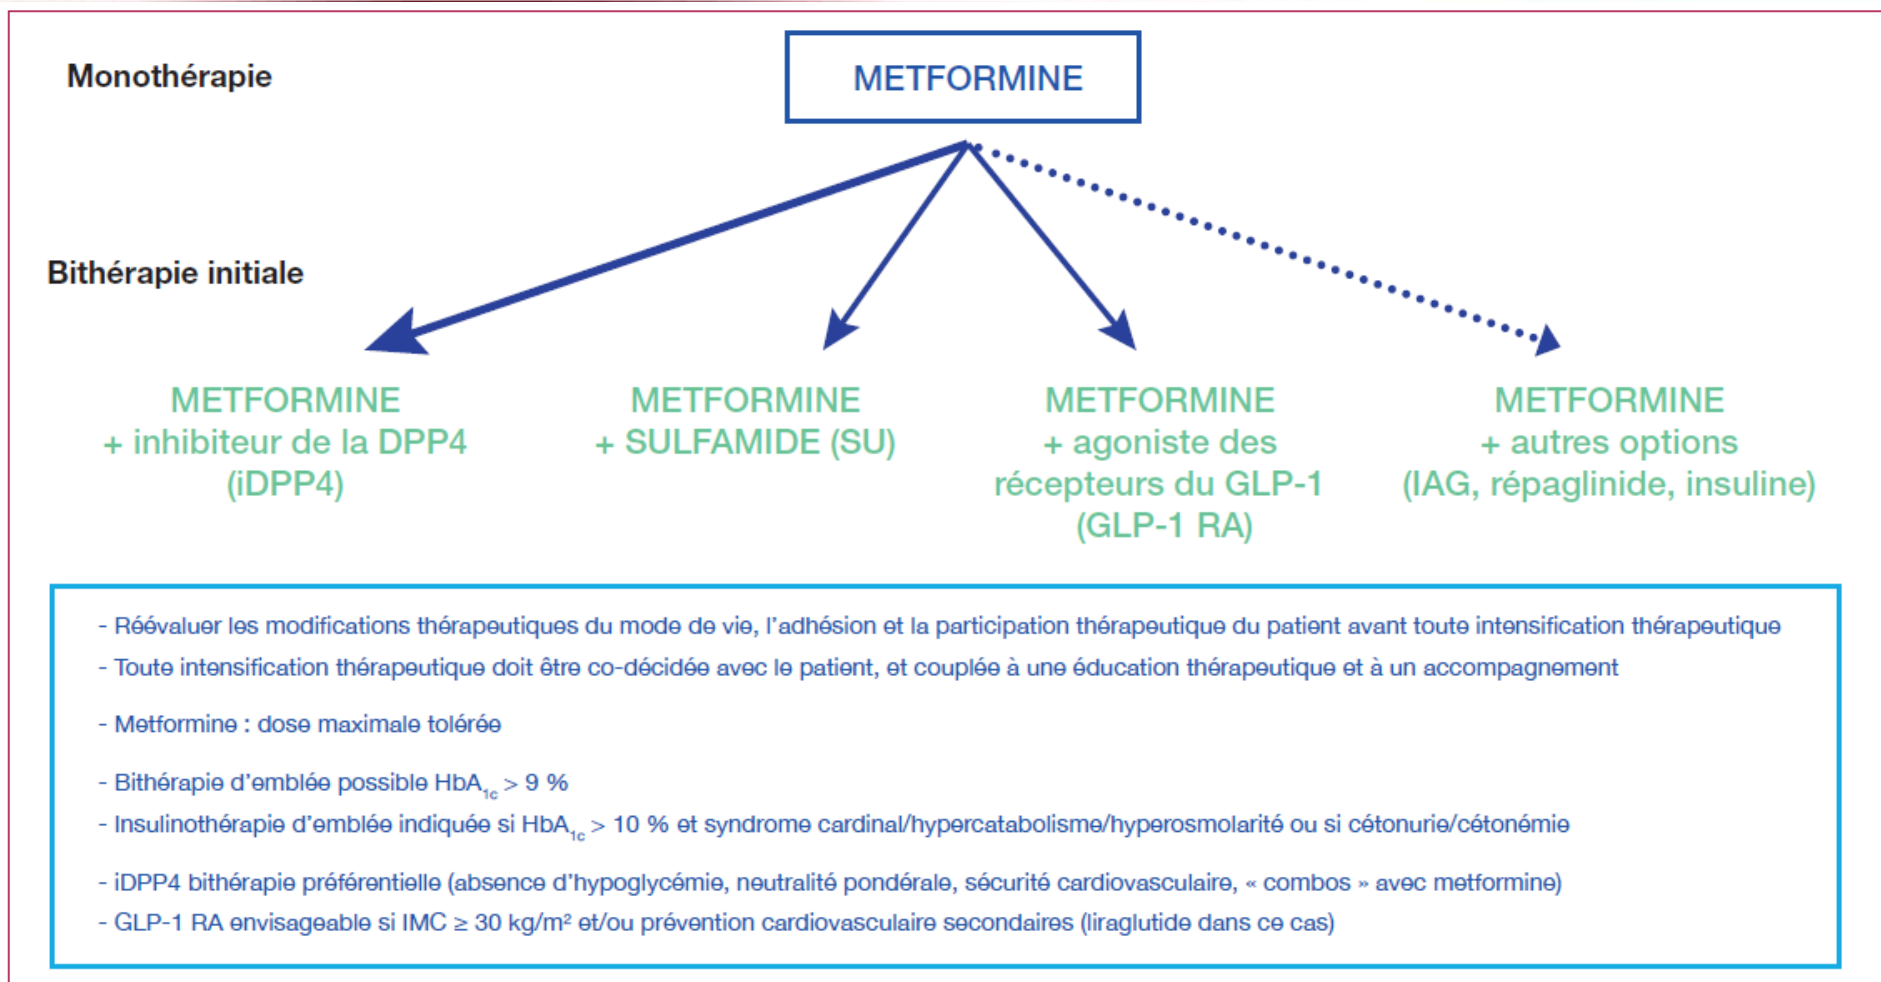 Monothérapie
METFORMINE
Bithérapie initiale
METFORMINE
+ inhibiteur de la DPP4
(iDPP4)
METFORMINE
+ SULFAMIDE (SU)
METFORMINE
+ agoniste des
récepteurs du GLP-1
(GLP-1 RA)
METFORMINE
+ autres options
(IAG, répaglinide, insuline)
- Réévaluer les modifications thérapeutiques du mode de vie, l'adhésion et la participation thérapeutique du patient avant toute intensification thérapeutique
- Toute intensification thérapeutique doit être co-décidée avec le patient, et couplée à une éducation thérapeutique et à un accompagnement
- Metformine : dose maximale tolérée
- Bithérapie d'emblée possible HbA1c > 9 %
- Insulinothérapie d'emblée indiquée si HbA1c > 10 % et syndrome cardinal/hypercatabolisme/hyperosmolarité ou si cétonurie/cétonémie
- iDPP4 bithérapie préférentielle (absence d'hypoglycémie, neutralité pondérale, sécurité cardiovasculaire, « combos » avec metformine)
- GLP-1 RA envisageable si IMC ≥ 30 kg/m² et/ou prévention cardiovasculaire secondaires (liraglutide dans ce cas)